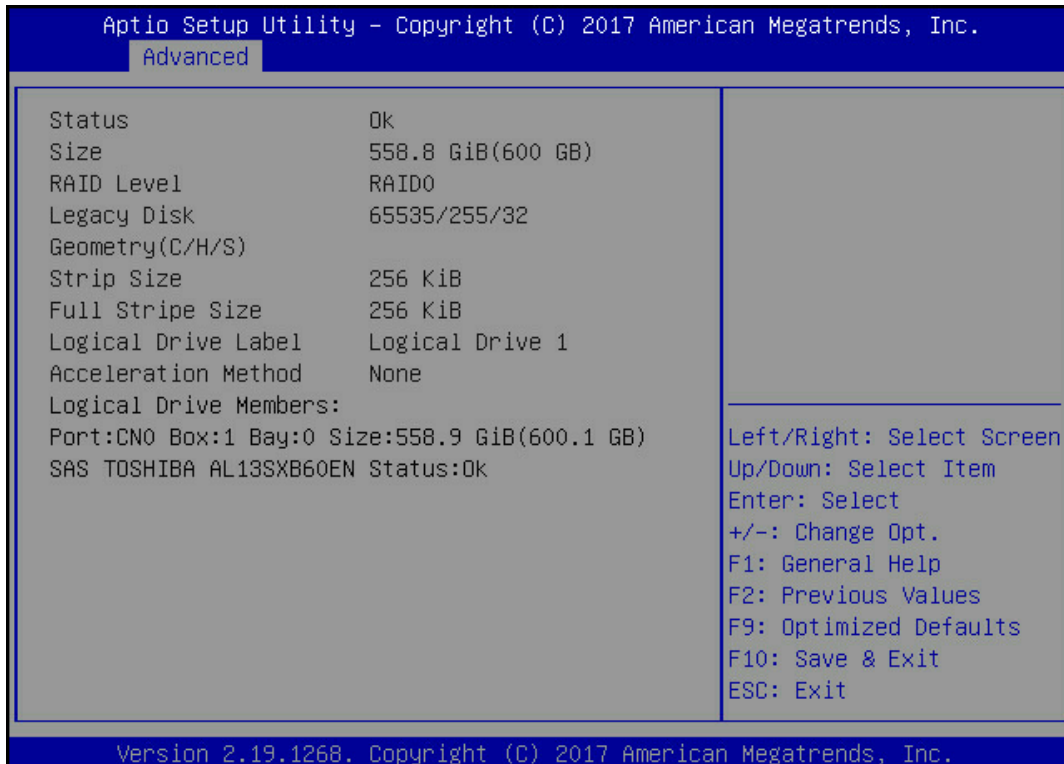 Aptio Setup Utility – Copyright (C) 2017 American Megatrends, Inc.
Advanced
Status Ok
Size 558.8 GiB(600 GB)
RAID Level RAID0
Legacy Disk 65535/255/32
Geometry(C/H/S)
Strip Size 256 KiB
Full Stripe Size 256 KiB
Logical Drive Label Logical Drive 1
Acceleration Method None
Logical Drive Members:
Port:CN0 Box:1 Bay:0 Size:558.9 GiB(600.1 GB)
SAS TOSHIBA AL13SXB60EN Status:Ok
Left/Right: Select Screen
Up/Down: Select Item
Enter: Select
+/-: Change Opt.
F1: General Help
F2: Previous Values
F9: Optimized Defaults
F10: Save & Exit
ESC: Exit
Version 2.19.1268. Copyright (C) 2017 American Megatrends, Inc.